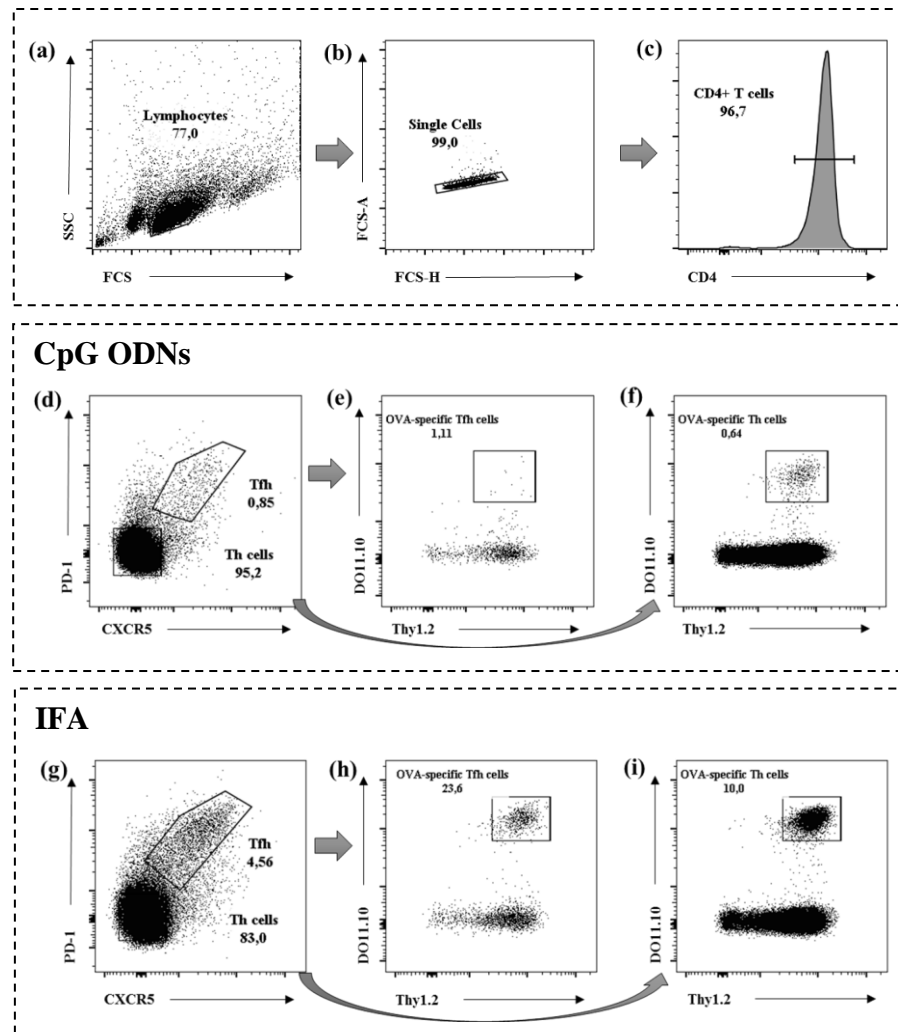 (a)
SSC
Lymphocytes
77,0
FCS
(b)
FCS-A
Single Cells
99,0
FCS-H
(c)
CD4+ T cells
96,7
CD4
CpG ODNs
(d)
PD-1
Tfh
0,85
Th cells
95,2
CXCR5
(e)
DO11.10
OVA-specific Tfh cells
1,11
Thy1.2
(f)
DO11.10
OVA-specific Th cells
0,64
Thy1.2
IFA
(g)
PD-1
Tfh
4,56
Th cells
83,0
CXCR5
(h)
DO11.10
OVA-specific Tfh cells
23,6
Thy1.2
(i)
DO11.10
OVA-specific Th cells
10,0
Thy1.2